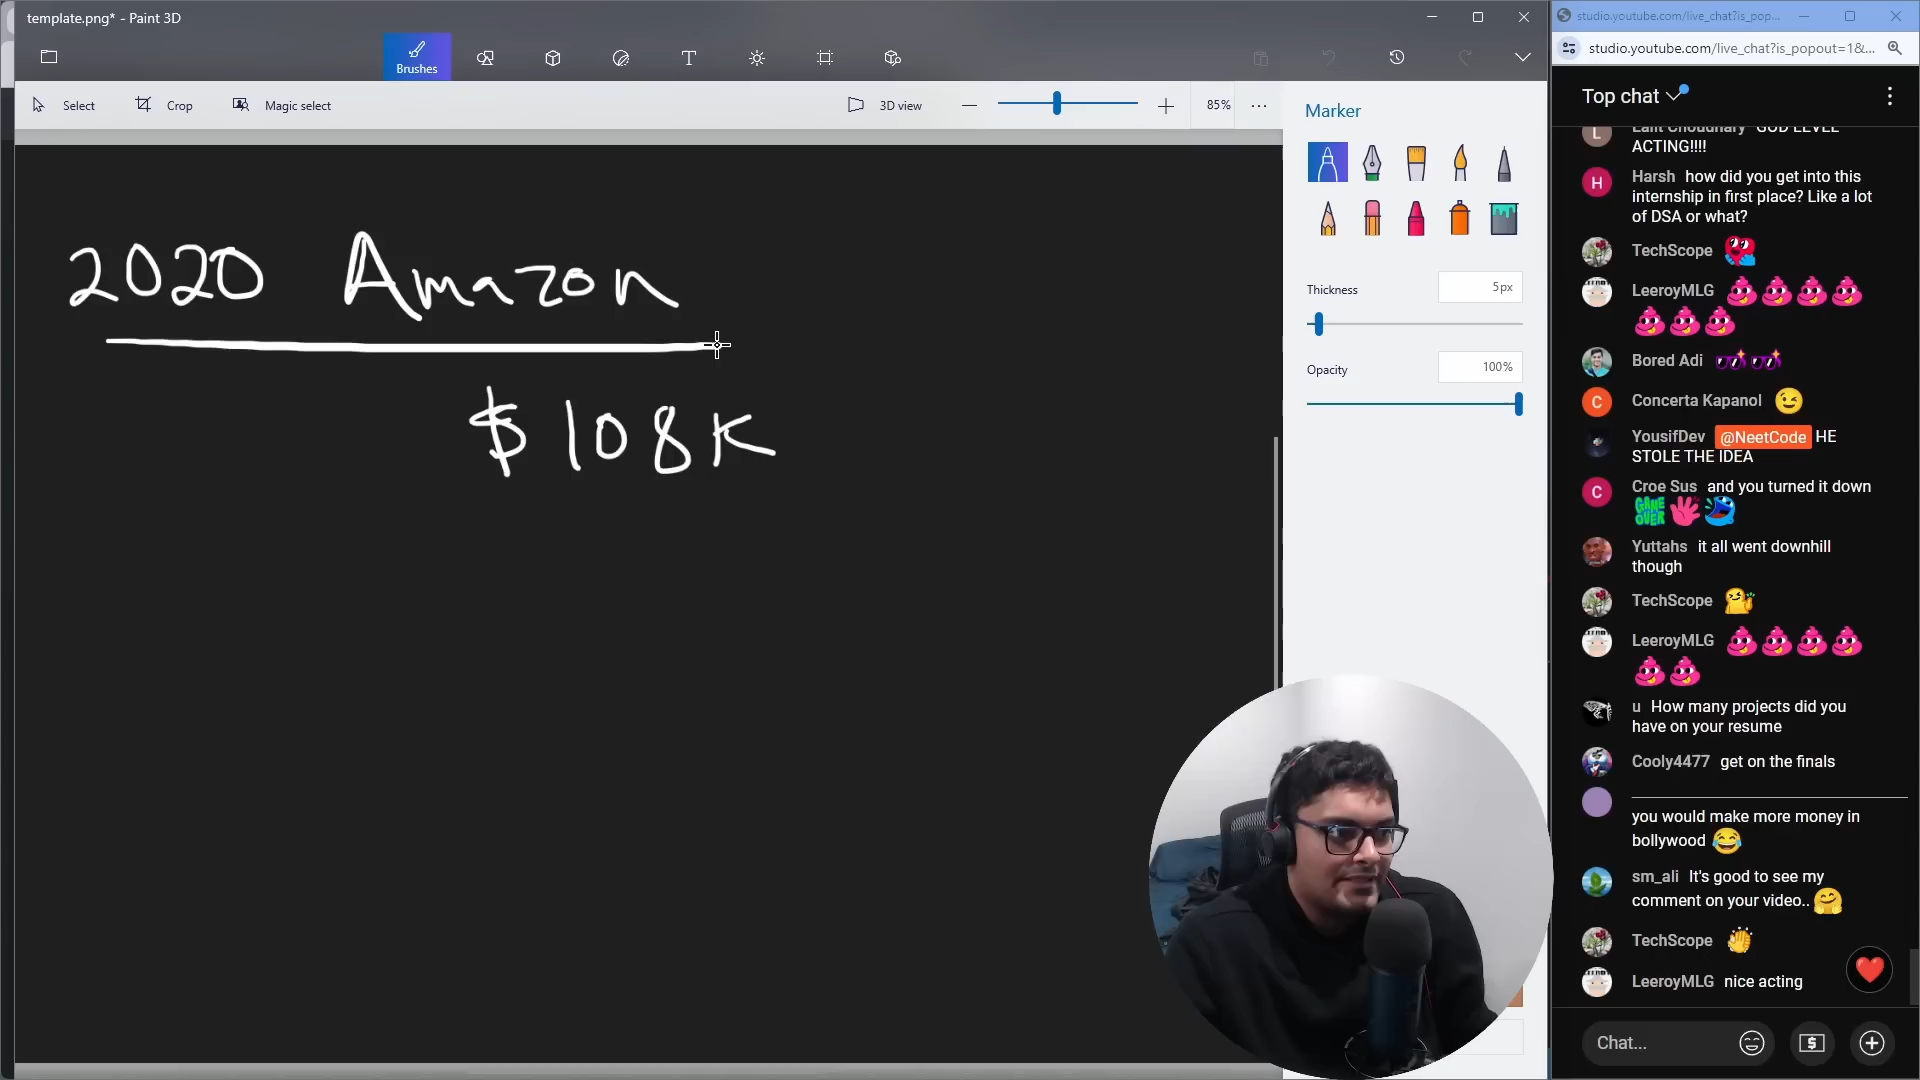 template.png* - Paint 3D
Brushes
Select
Crop
Magic select
3D view
85%
2020 Amazon
$108K
Marker
Thickness
5px
Opacity
100%
studio.youtube.com/live_chat?is_pop...
studio.youtube.com/live_chat?is_popout=1&...
Top chat
L
Lalit Choudhary GOD LEVEL
ACTING!!!!
H
Harsh how did you get into this
internship in first place? Like a lot
of DSA or what?
TechScope
LeeroyMLG
Bored Adi
C
Concerta Kapanol
YousifDev @NeetCode HE
STOLE THE IDEA
C
Croe Sus and you turned it down
GAME OVER
Yuttahs it all went downhill
though
TechScope
LeeroyMLG
u How many projects did you
have on your resume
Cooly4477 get on the finals
you would make more money in
bollywood
sm_ali It's good to see my
comment on your video..
TechScope
LeeroyMLG nice acting
Chat...